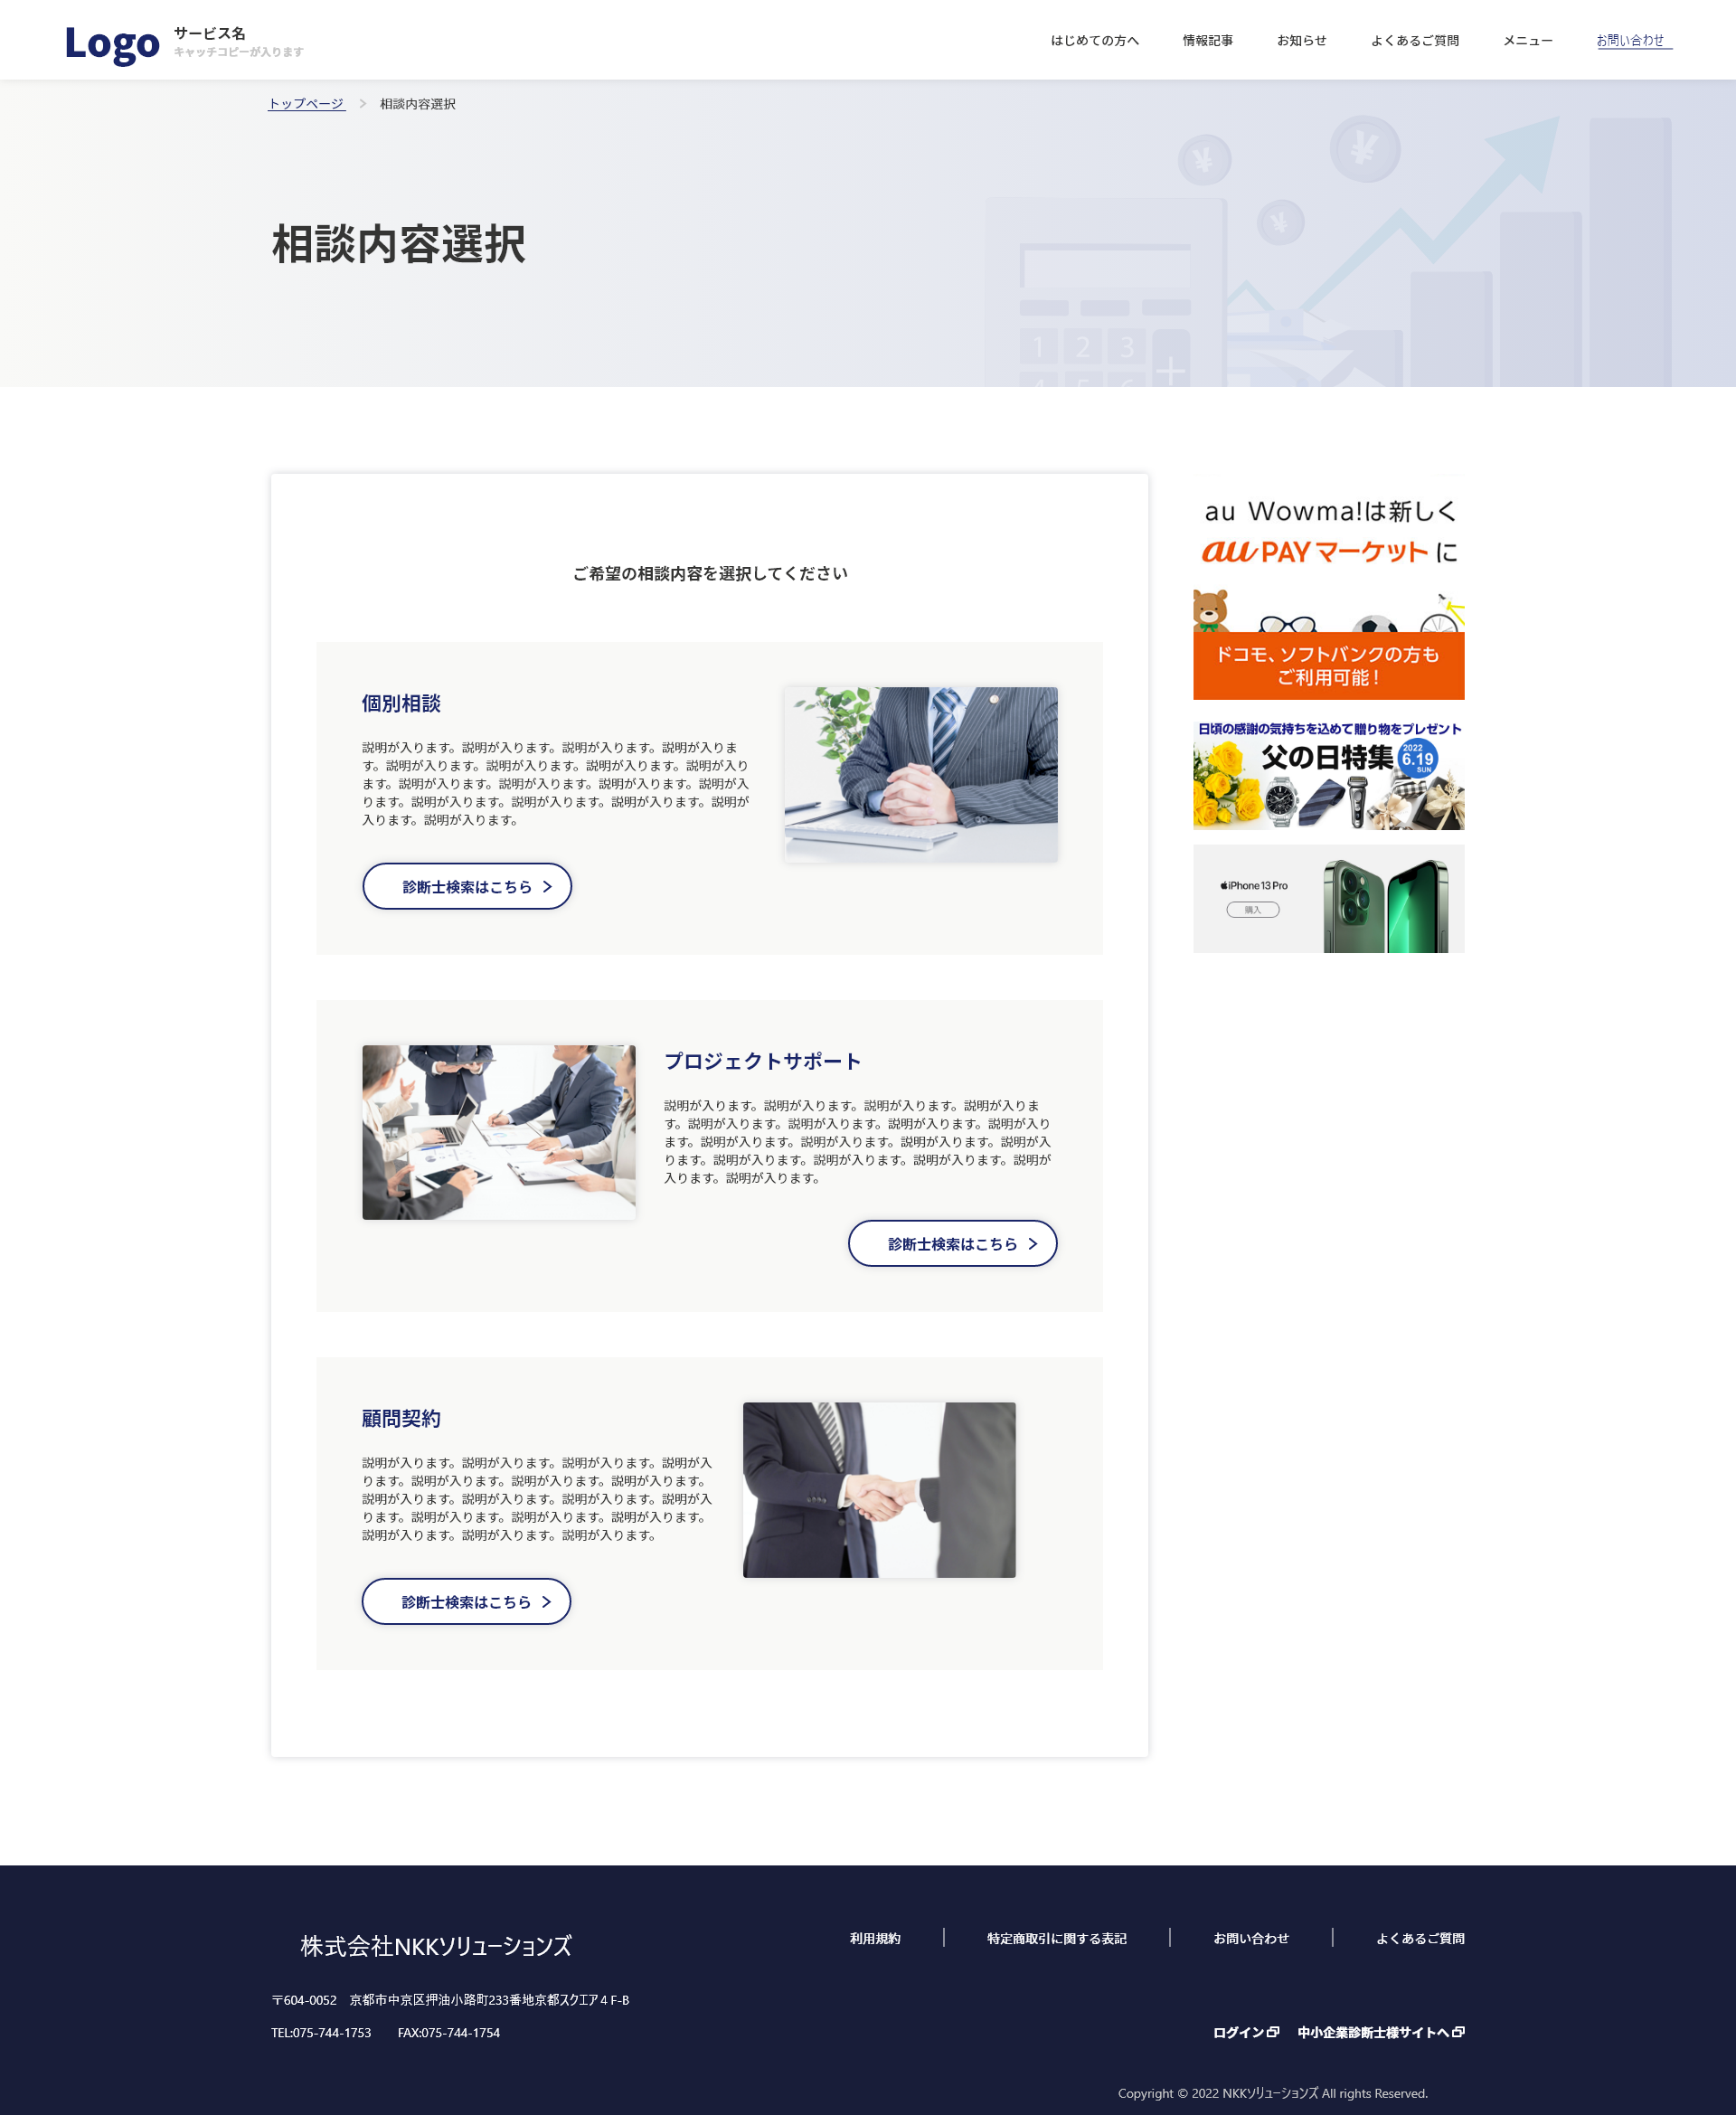 Logo
サービス名
キャッチコピーが入ります
はじめての方へ
情報記事
お知らせ
よくあるご質問
メニュー
お問い合わせ
トップページ
相談内容選択
相談内容選択
1 2 3
4 5 6
+
¥
¥
¥
ご希望の相談内容を選択してください
個別相談
説明が入ります。説明が入ります。説明が入ります。説明が入りま
す。説明が入ります。説明が入ります。説明が入ります。説明が入り
ます。説明が入ります。説明が入ります。説明が入ります。説明が入
ります。説明が入ります。説明が入ります。説明が入ります。説明が
入ります。説明が入ります。
診断士検索はこちら
プロジェクトサポート
説明が入ります。説明が入ります。説明が入ります。説明が入りま
す。説明が入ります。説明が入ります。説明が入ります。説明が入り
ます。説明が入ります。説明が入ります。説明が入ります。説明が入
ります。説明が入ります。説明が入ります。説明が入ります。説明が
入ります。説明が入ります。
診断士検索はこちら
顧問契約
説明が入ります。説明が入ります。説明が入ります。説明が入
ります。説明が入ります。説明が入ります。説明が入ります。
説明が入ります。説明が入ります。説明が入ります。説明が入
ります。説明が入ります。説明が入ります。説明が入ります。
説明が入ります。説明が入ります。説明が入ります。
診断士検索はこちら
au Wowma!は新しく
au PAY マーケット に
ドコモ、ソフトバンクの方も
ご利用可能!
日頃の感謝の気持ちを込めて贈り物をプレゼント
父の日特集
2022
6.19
SUN
iPhone 13 Pro
購入
株式会社NKKソリューションズ
〒604-0052 京都市中京区押油小路町233番地京都スクエア4 F-B
TEL:075-744-1753 FAX:075-744-1754
利用規約
特定商取引に関する表記
お問い合わせ
よくあるご質問
ログイン
中小企業診断士様サイトへ
Copyright © 2022 NKKソリューションズ All rights Reserved.